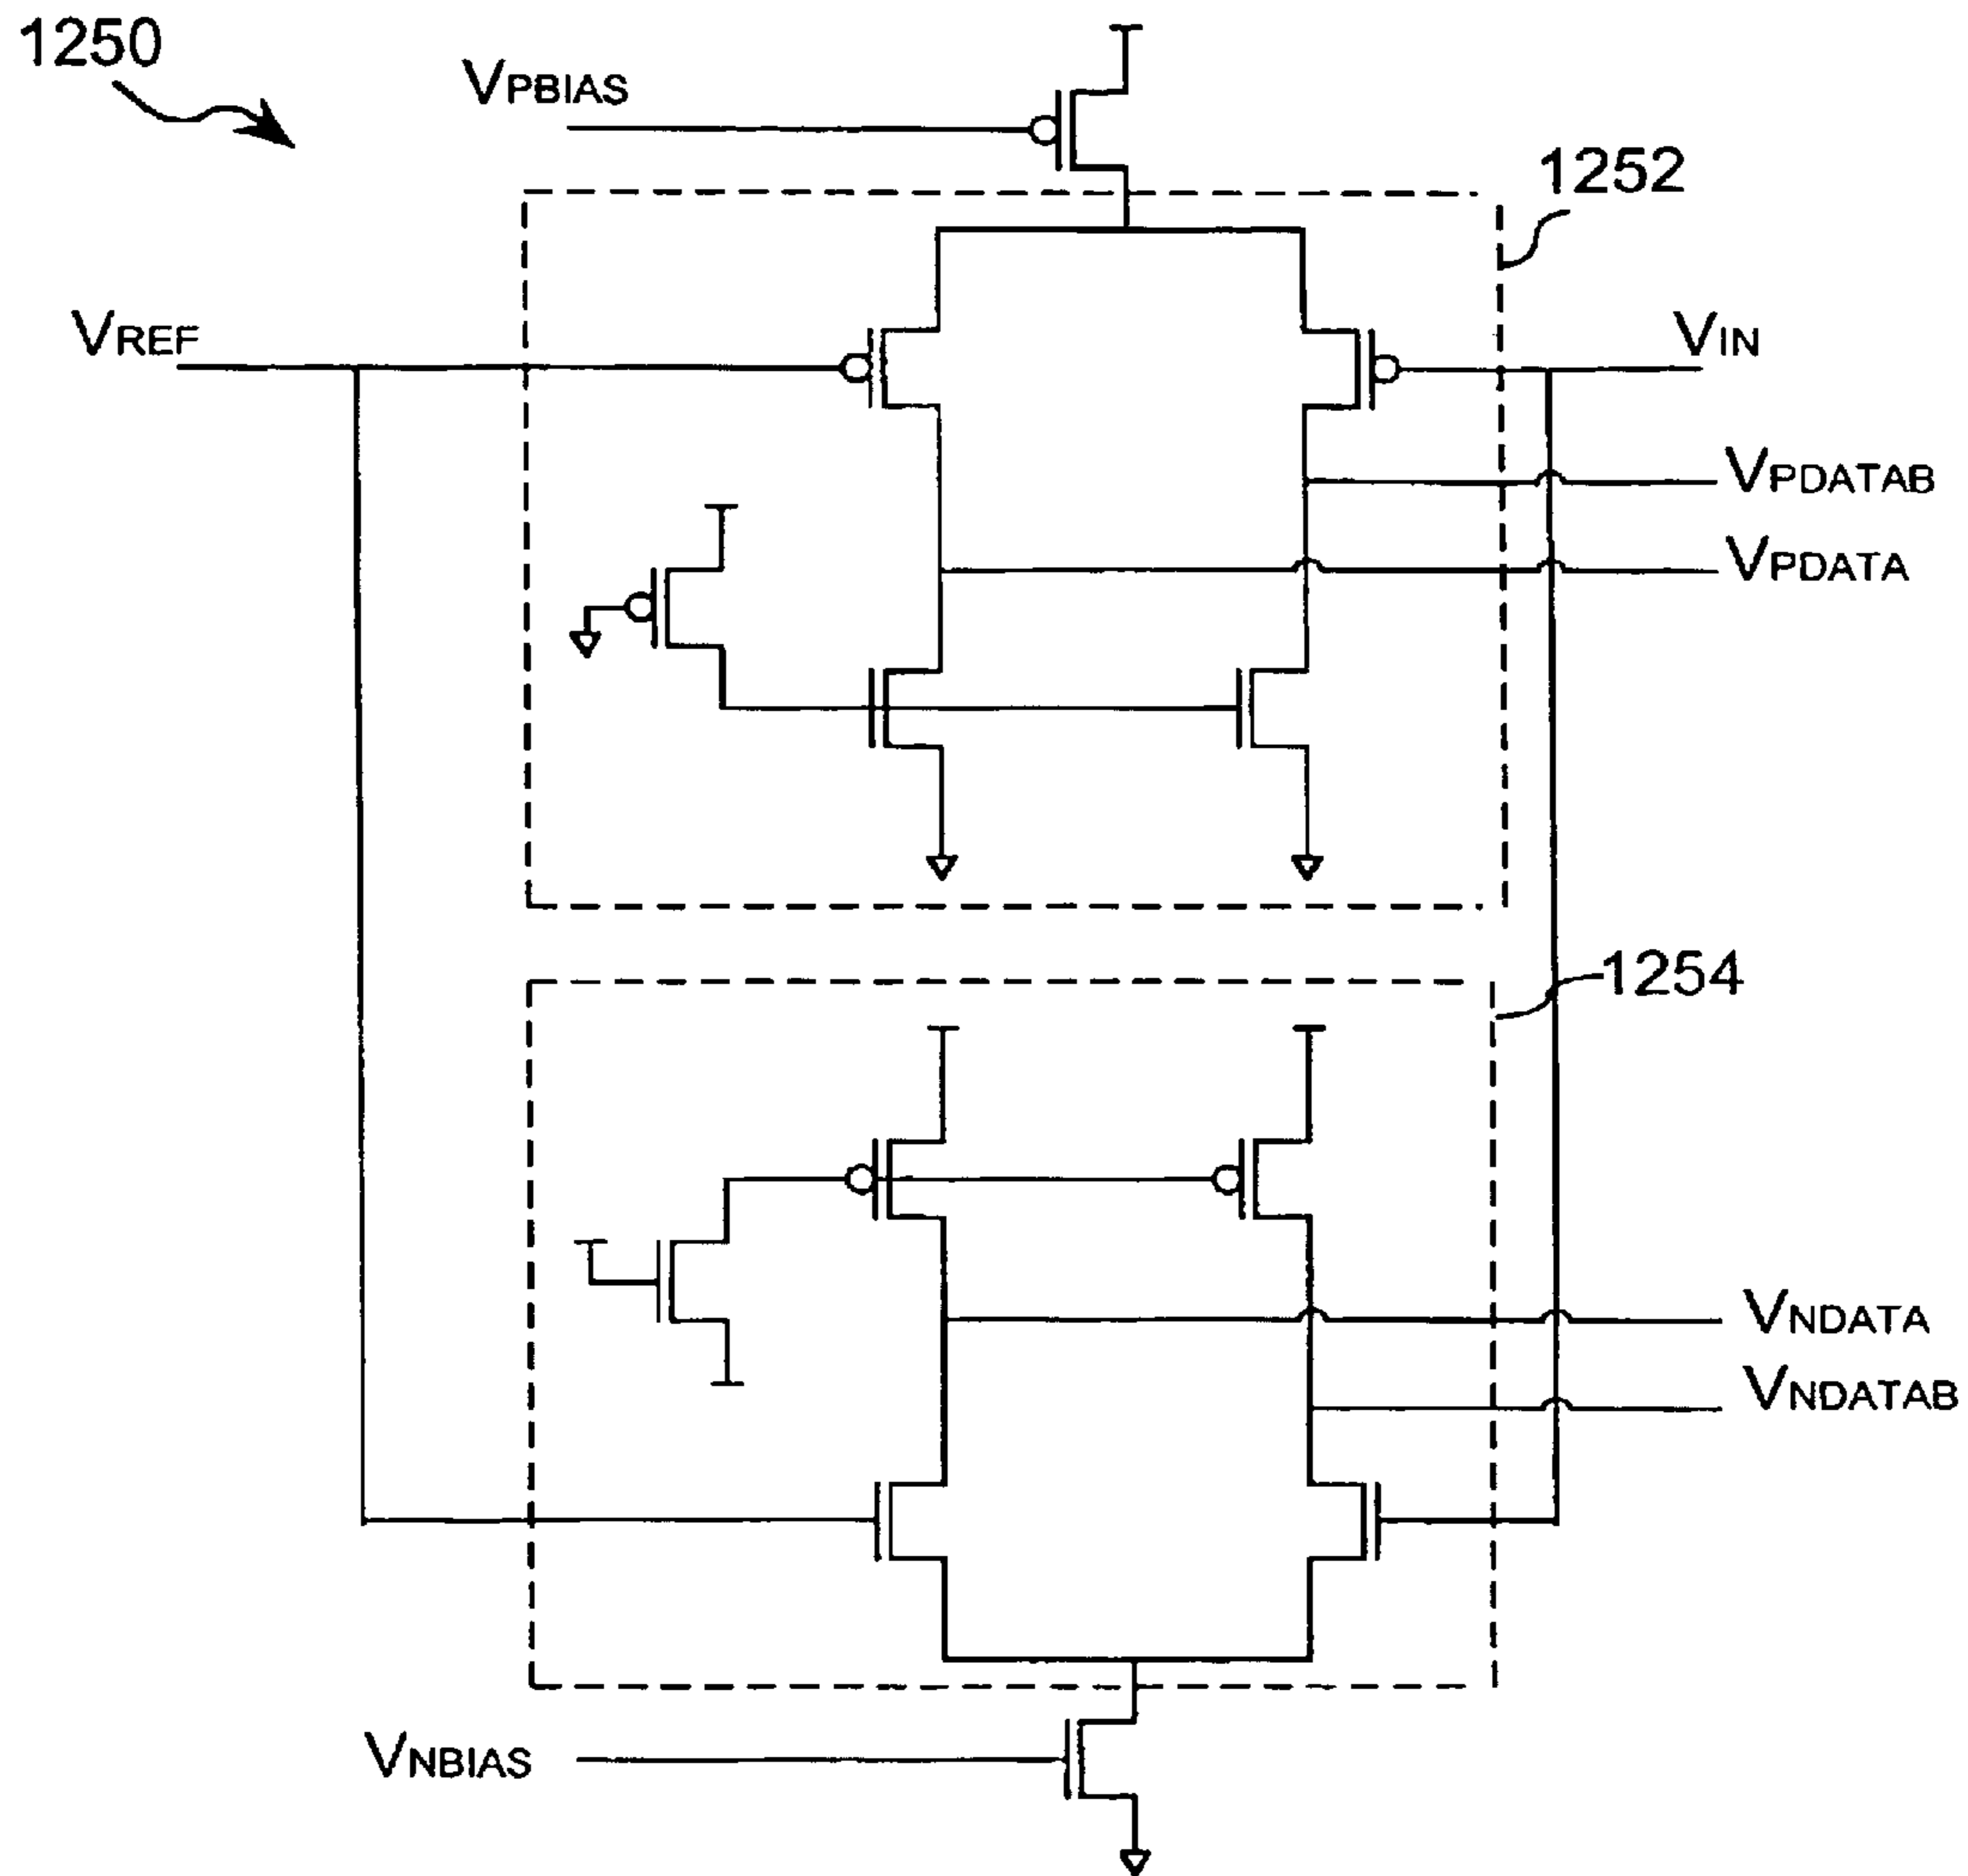 1250
VPBIAS
1252
VREF
VIN
VPDATAB
VPDATA
1254
VNDATA
VNDATAB
VNBIAS